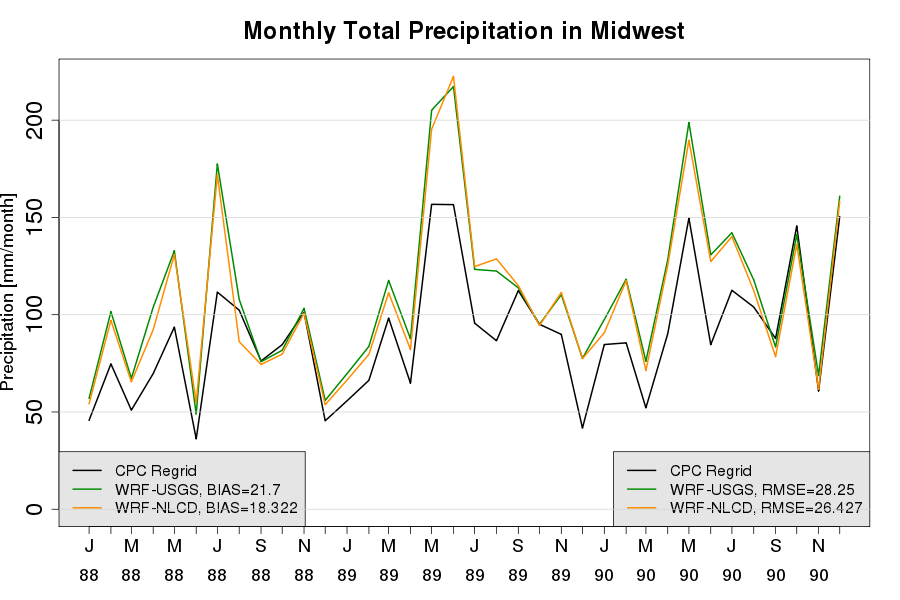 Monthly Total Precipitation in Midwest
Precipitation [mm/month]
200
150
100
50
0
CPC Regrid
WRF-USGS, BIAS=21.7
WRF-NLCD, BIAS=18.322
CPC Regrid
WRF-USGS, RMSE=28.25
WRF-NLCD, RMSE=26.427
J M M J S N J M M J S N J M M J S N
88 88 88 88 88 88 89 89 89 89 89 89 90 90 90 90 90 90